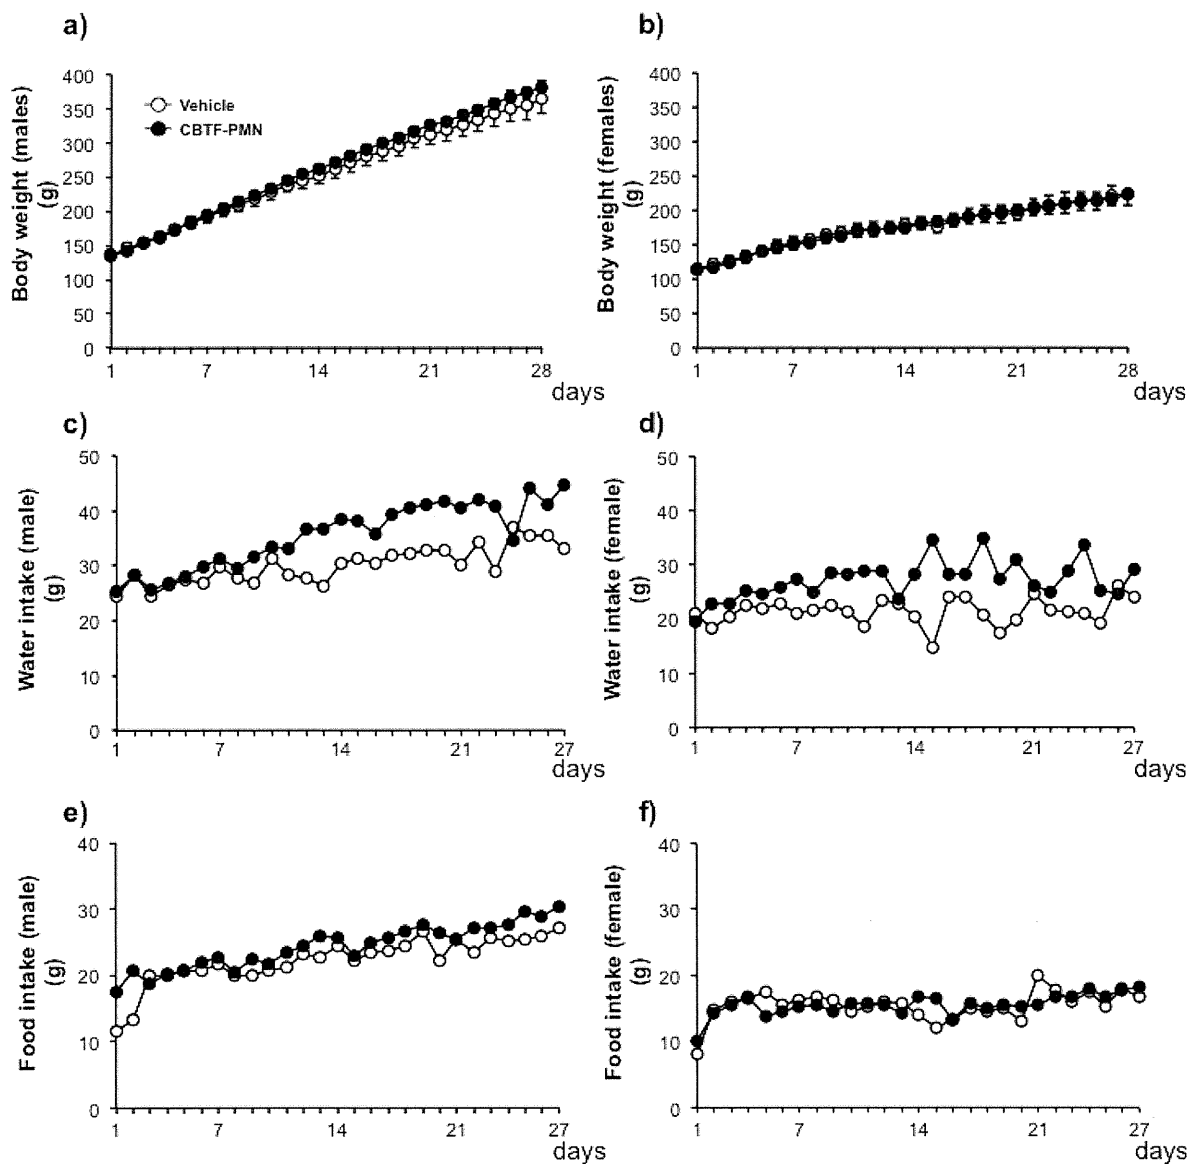 a)
Body weight (males)
(g)
400
350
300
250
200
150
100
50
0
Vehicle
CBTF-PMN
1
7
14
21
28
days
b)
Body weight (females)
(g)
400
350
300
250
200
150
100
50
0
1
7
14
21
28
days
c)
Water intake (male)
(g)
50
40
30
20
10
0
1
7
14
21
27
days
d)
Water intake (female)
(g)
50
40
30
20
10
0
1
7
14
21
27
days
e)
Food intake (male)
(g)
40
30
20
10
0
1
7
14
21
27
days
f)
Food intake (female)
(g)
40
30
20
10
0
1
7
14
21
27
days